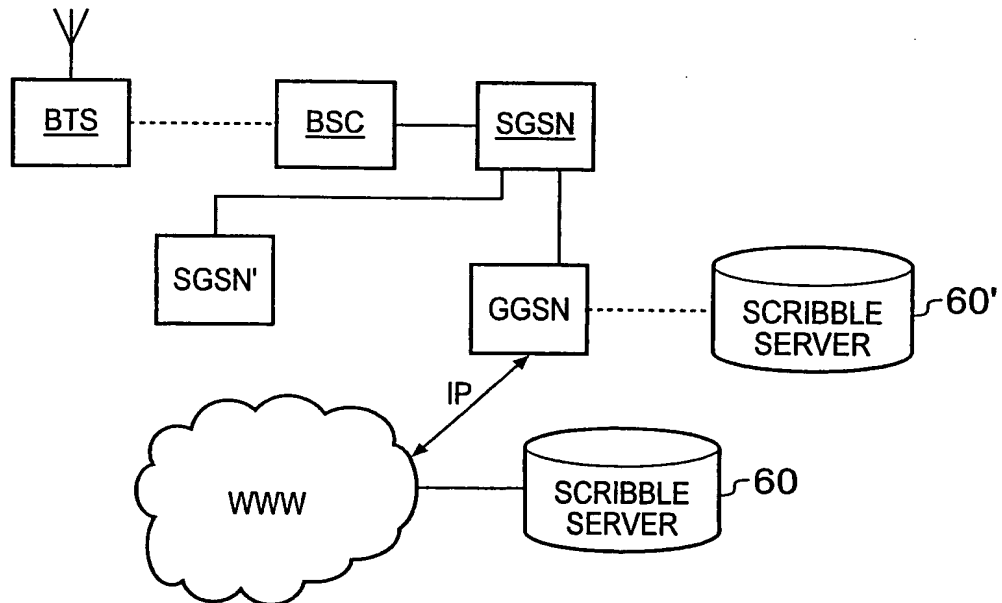 BTS
BSC
SGSN
SGSN'
GGSN
SCRIBBLE
SERVER
60'
IP
WWW
SCRIBBLE
SERVER
60